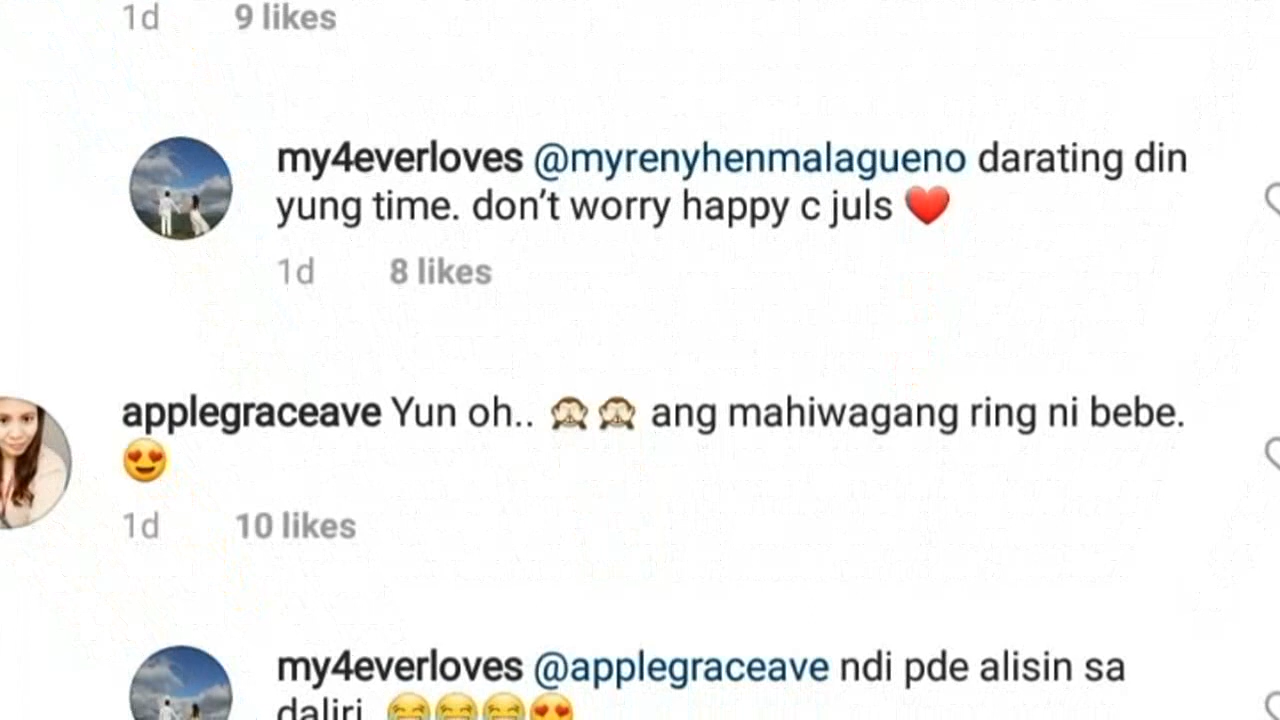 1d 9 likes
my4everloves @myrenyhenmalagueno darating din
yung time. don't worry happy c juls ❤️
1d 8 likes
applegraceave Yun oh.. 🙈🙈 ang mahiwagang ring ni bebe.
😍
1d 10 likes
my4everloves @applegraceave ndi pde alisin sa
daliri 😂😂😂😍